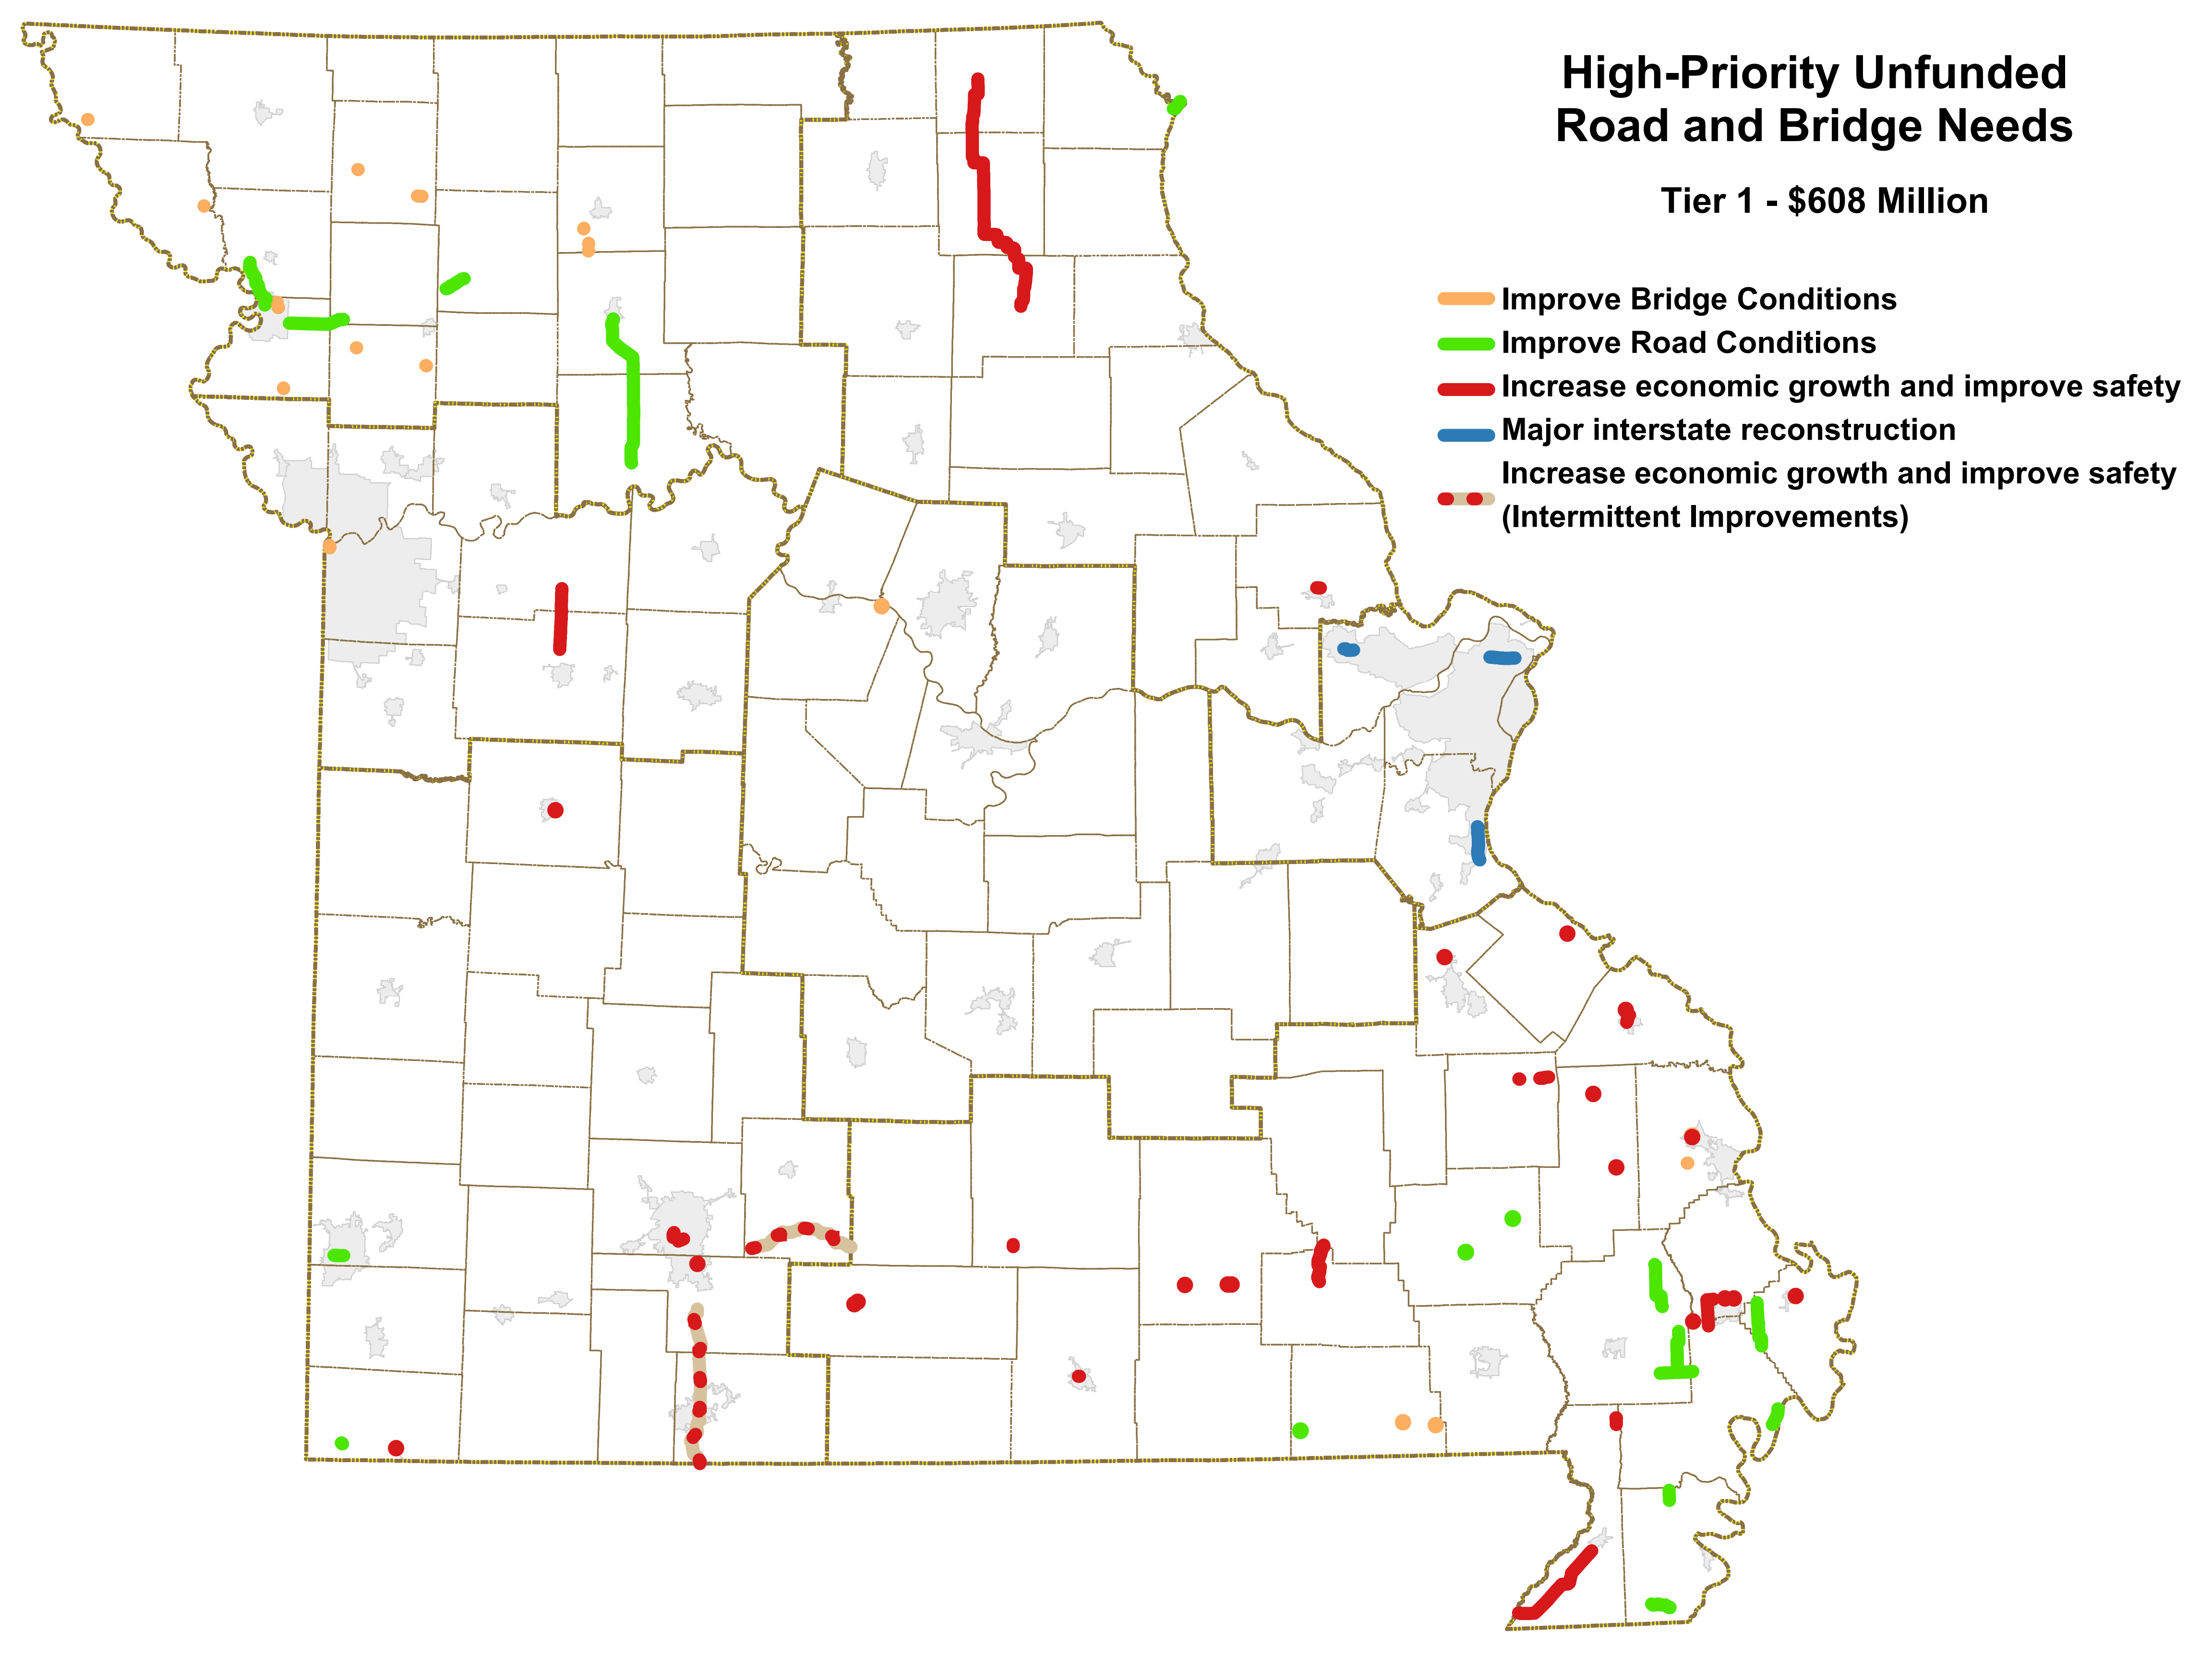 High-Priority Unfunded
Road and Bridge Needs
Tier 1 - $608 Million
Improve Bridge Conditions
Improve Road Conditions
Increase economic growth and improve safety
Major interstate reconstruction
Increase economic growth and improve safety
(Intermittent Improvements)